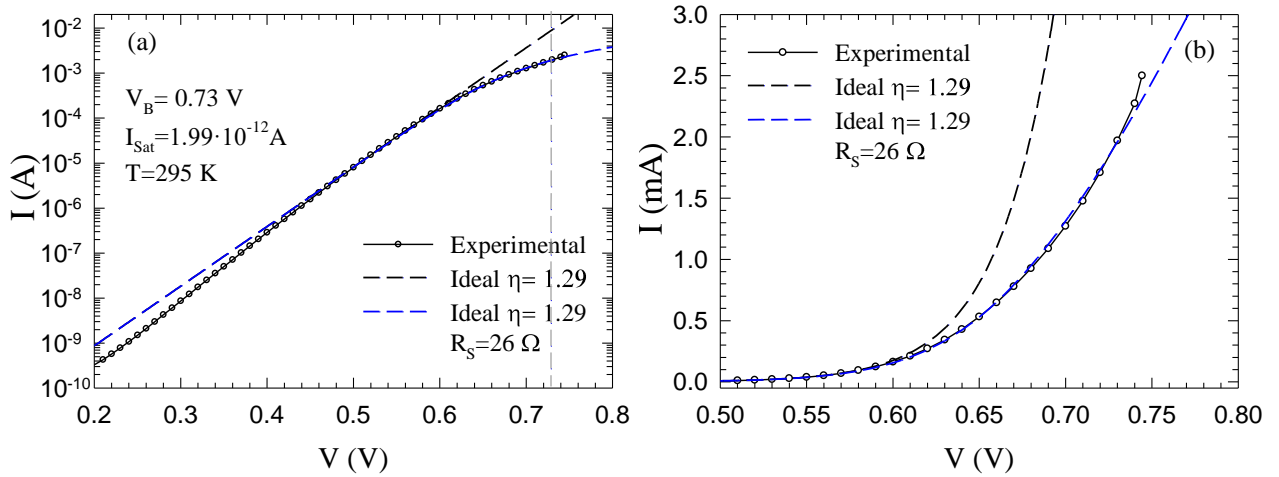 (a)
V_B= 0.73 V
I_Sat=1.99·10^-12A
T=295 K
Experimental
Ideal η= 1.29
Ideal η= 1.29
R_S=26 Ω
10^-2
10^-3
10^-4
10^-5
10^-6
10^-7
10^-8
10^-9
10^-10
I (A)
0.2 0.3 0.4 0.5 0.6 0.7 0.8
V (V)
(b)
Experimental
Ideal η= 1.29
Ideal η= 1.29
R_S=26 Ω
3.0
2.5
2.0
1.5
1.0
0.5
0.0
I (mA)
0.50 0.55 0.60 0.65 0.70 0.75 0.80
V (V)